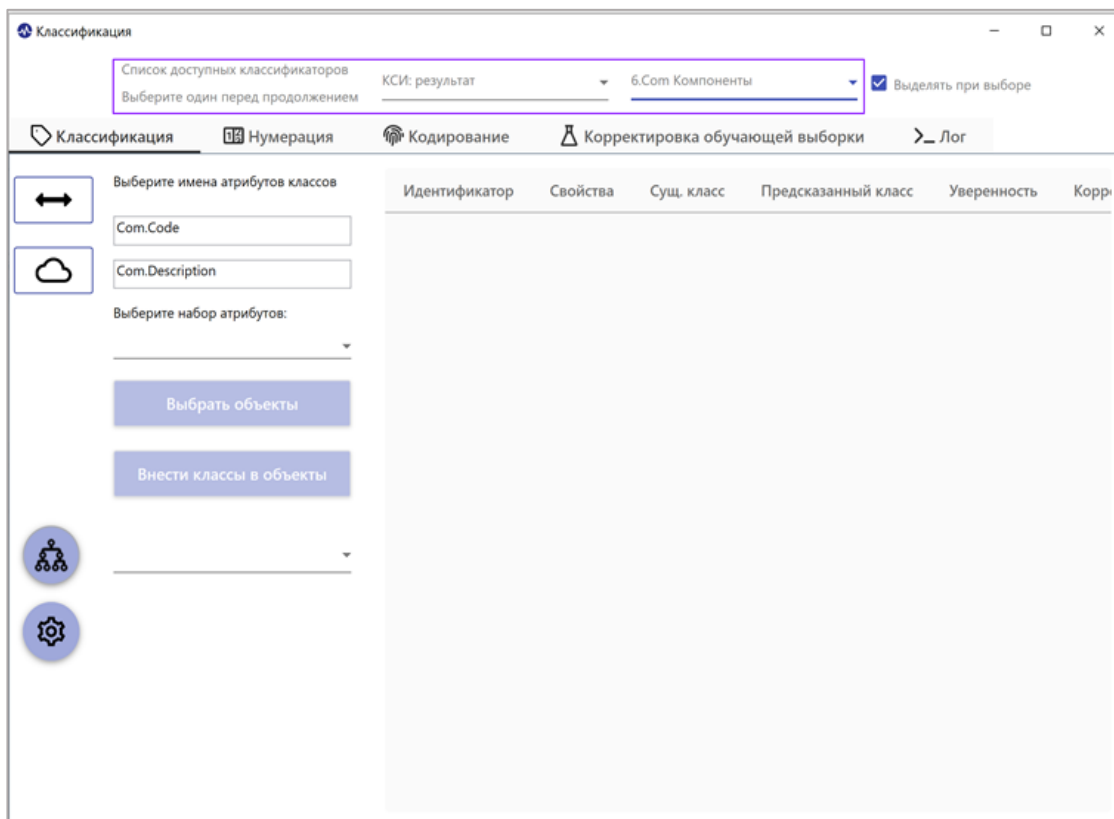 Классификация
Список доступных классификаторов
Выберите один перед продолжением
КСИ: результат
6.Com Компоненты
Выделять при выборе
Классификация
Нумерация
Кодирование
Корректировка обучающей выборки
Лог
Выберите имена атрибутов классов
Com.Code
Com.Description
Выберите набор атрибутов:
Выбрать объекты
Внести классы в объекты
Идентификатор
Свойства
Сущ. класс
Предсказанный класс
Уверенность